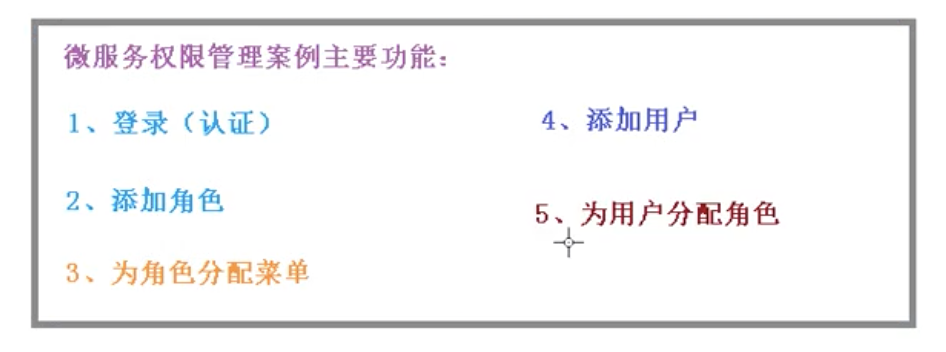 微服务权限管理案例主要功能：
1、登录（认证）
2、添加角色
3、为角色分配菜单
4、添加用户
5、为用户分配角色